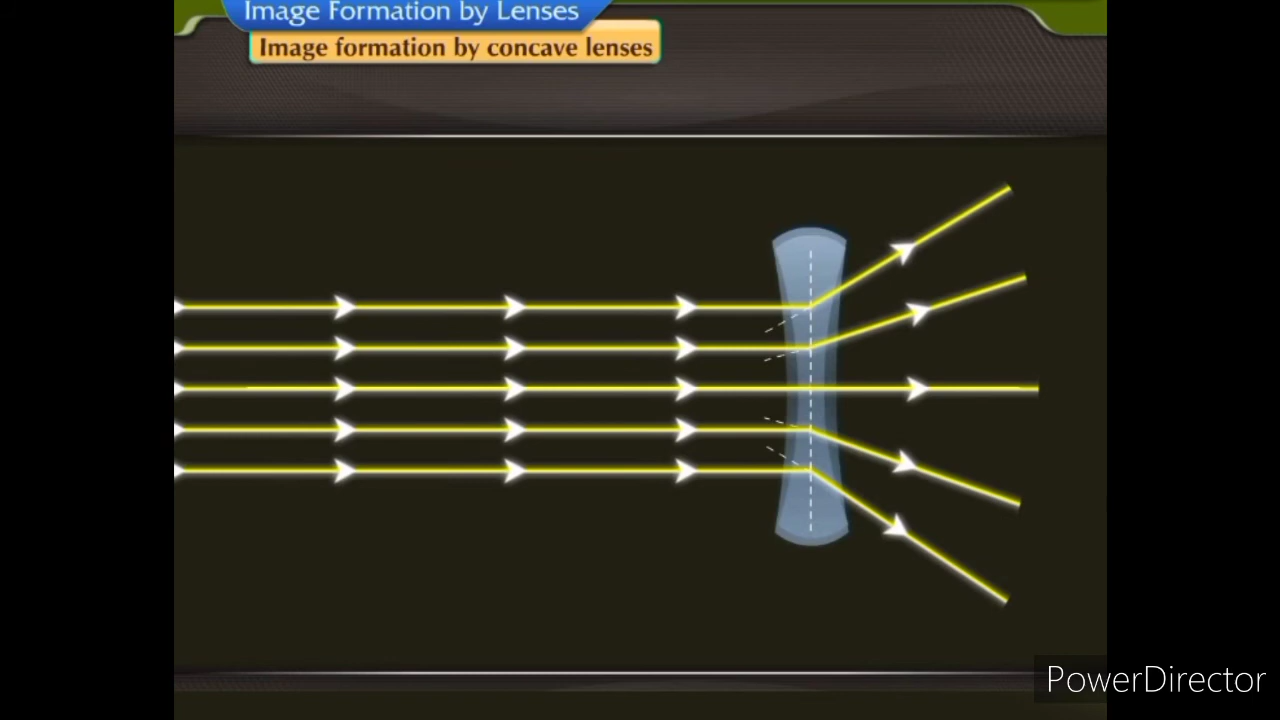 Image Formation by Lenses
Image formation by concave lenses
PowerDirector